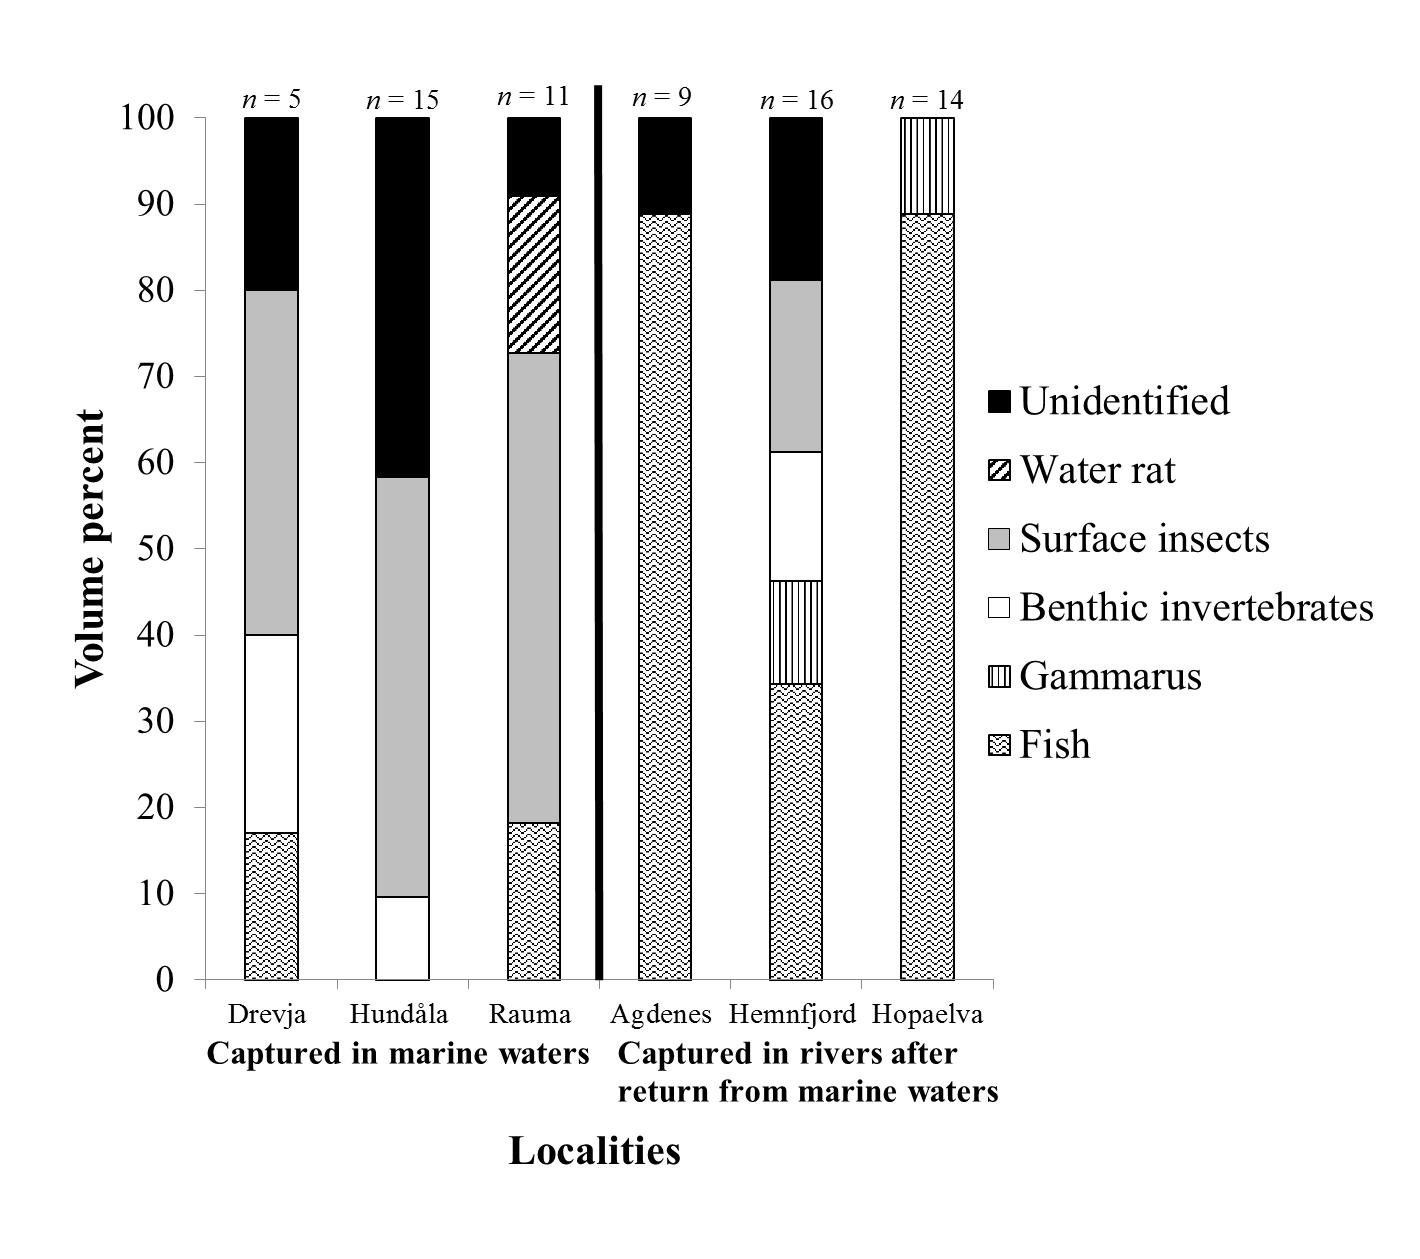 n = 5
n = 15
n = 11
n = 9
n = 16
n = 14
100
90
80
70
60
50
40
30
20
10
0
Volume percent
Unidentified
Water rat
Surface insects
Benthic invertebrates
Gammarus
Fish
Drevja
Hundåla
Rauma
Agdenes
Hemnfjord
Hopaelva
Captured in marine waters
Captured in rivers after
return from marine waters
Localities